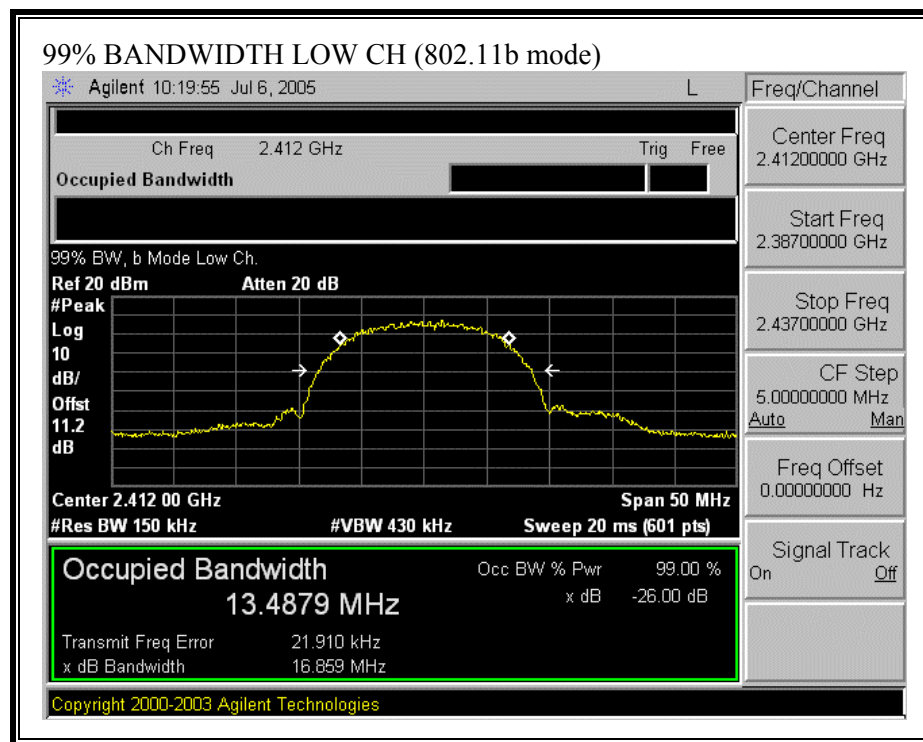 99% BANDWIDTH LOW CH (802.11b mode)
Agilent 10:19:55 Jul 6, 2005 L
Freq/Channel
Ch Freq 2.412 GHz Trig Free
Occupied Bandwidth
Center Freq
2.41200000 GHz
Start Freq
2.38700000 GHz
Stop Freq
2.43700000 GHz
CF Step
5.00000000 MHz
Auto Man
Freq Offset
0.00000000 Hz
Signal Track
On Off
99% BW, b Mode Low Ch.
Ref 20 dBm Atten 20 dB
#Peak
Log
10
dB/
Offst
11.2
dB
Center 2.412 00 GHz Span 50 MHz
#Res BW 150 kHz #VBW 430 kHz Sweep 20 ms (601 pts)
Occupied Bandwidth
13.4879 MHz
Occ BW % Pwr 99.00 %
x dB -26.00 dB
Transmit Freq Error 21.910 kHz
x dB Bandwidth 16.859 MHz
Copyright 2000-2003 Agilent Technologies